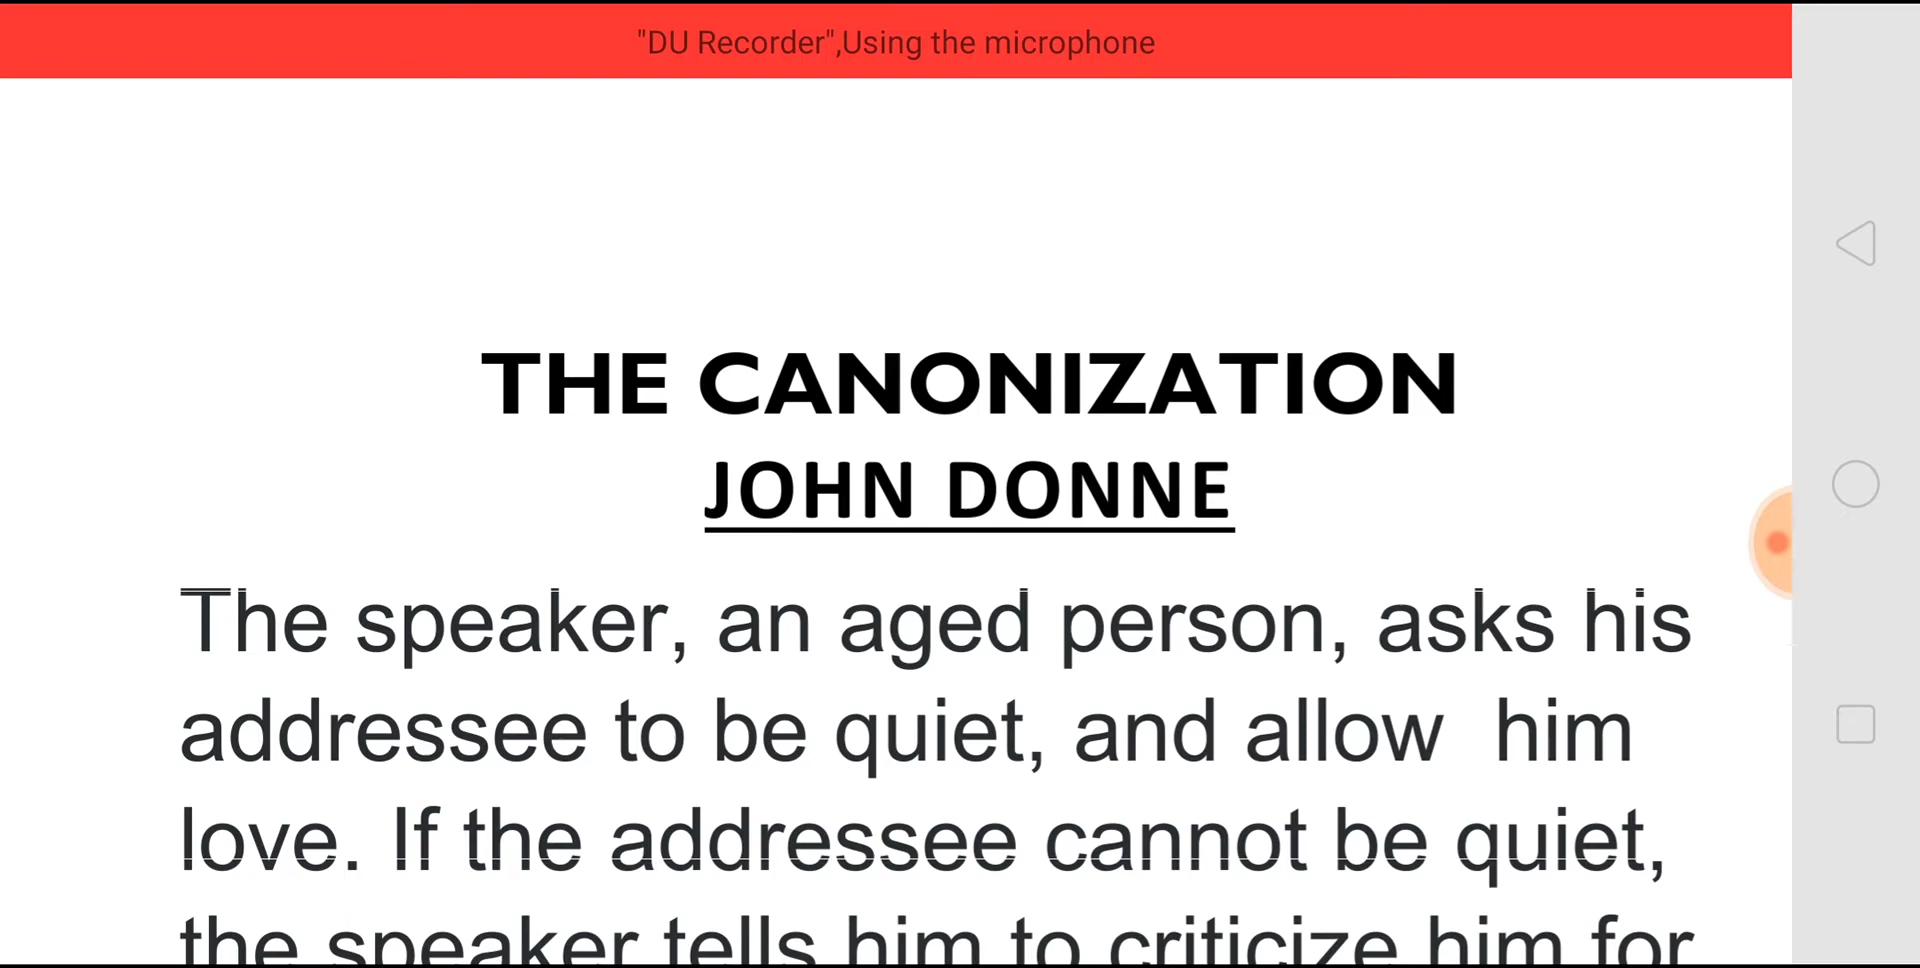 "DU Recorder",Using the microphone
THE CANONIZATION
JOHN DONNE
The speaker, an aged person, asks his
addressee to be quiet, and allow  him
love. If the addressee cannot be quiet,
the speaker tells him to criticize him for